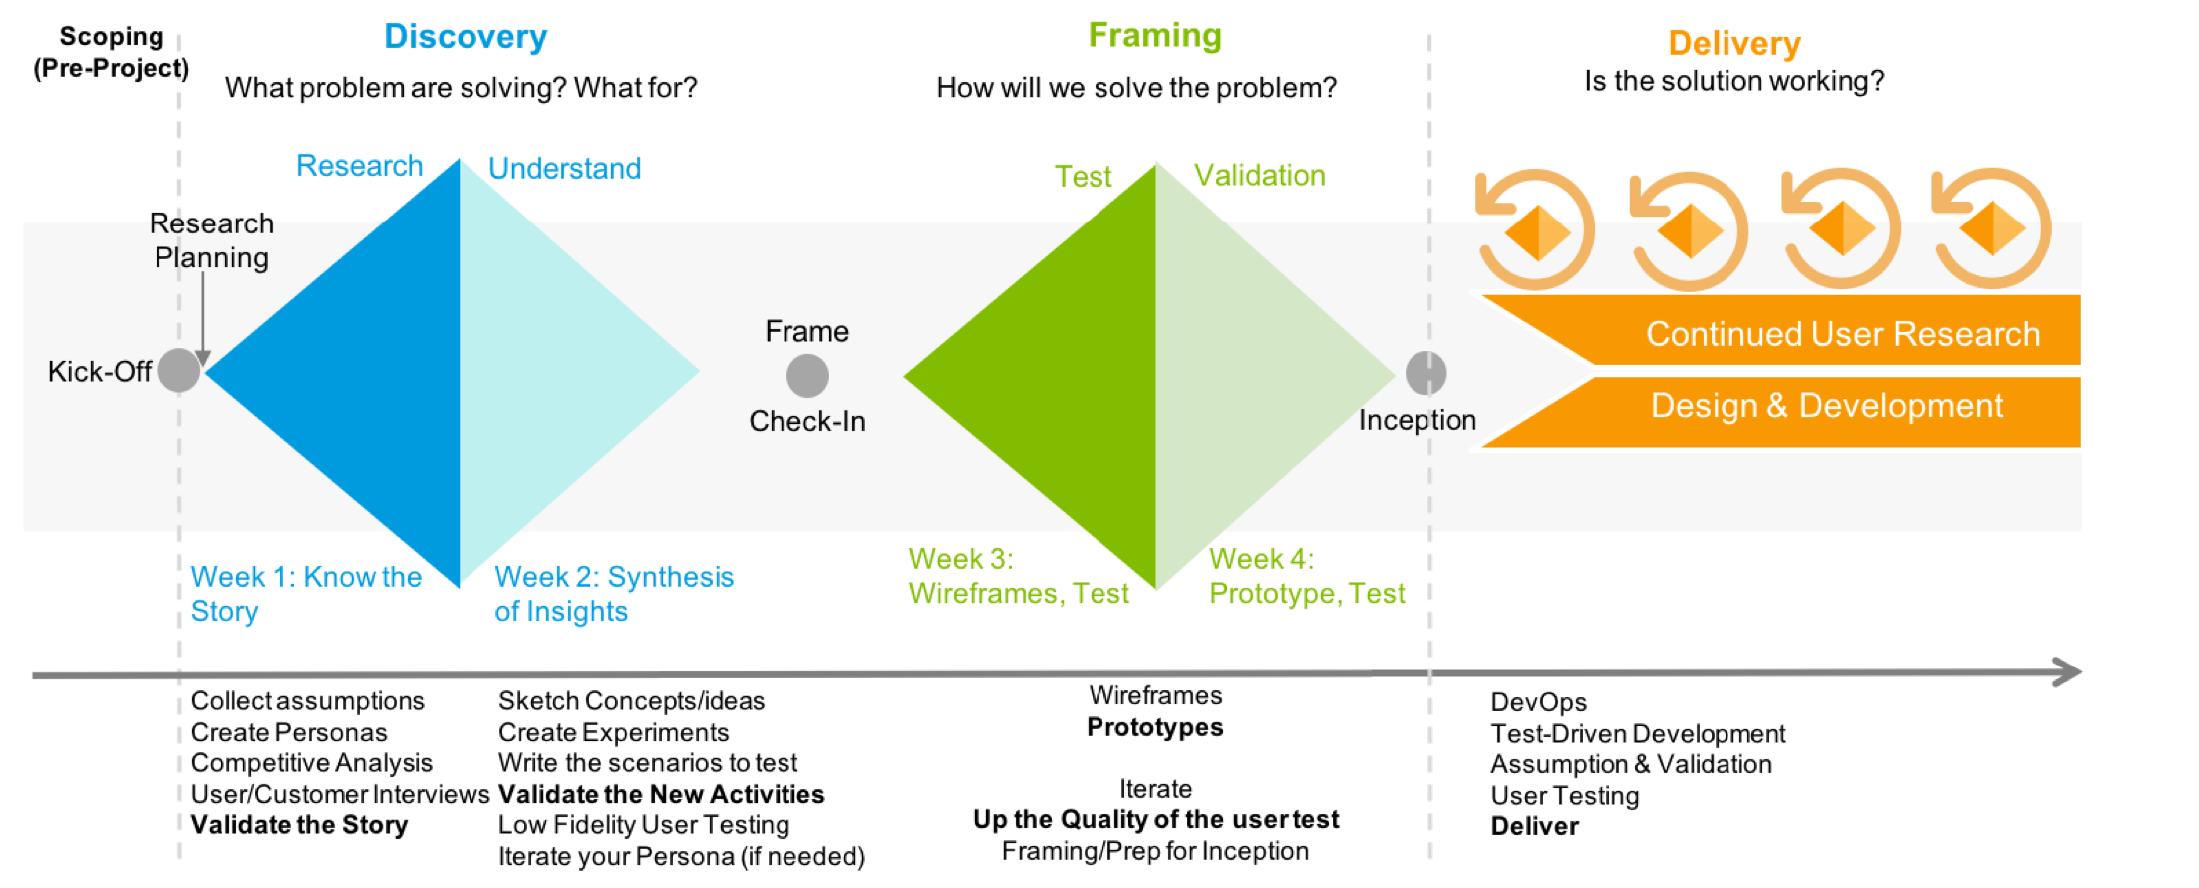 Scoping
(Pre-Project)
Discovery
What problem are solving? What for?
Framing
How will we solve the problem?
Delivery
Is the solution working?
Research
Understand
Test
Validation
Research
Planning
Kick-Off
Frame
Check-In
Inception
Continued User Research
Design & Development
Week 1: Know the
Story
Week 2: Synthesis
of Insights
Week 3:
Wireframes, Test
Week 4:
Prototype, Test
Collect assumptions
Create Personas
Competitive Analysis
User/Customer Interviews
Validate the Story
Sketch Concepts/ideas
Create Experiments
Write the scenarios to test
Validate the New Activities
Low Fidelity User Testing
Iterate your Persona (if needed)
Wireframes
Prototypes
Iterate
Up the Quality of the user test
Framing/Prep for Inception
DevOps
Test-Driven Development
Assumption & Validation
User Testing
Deliver